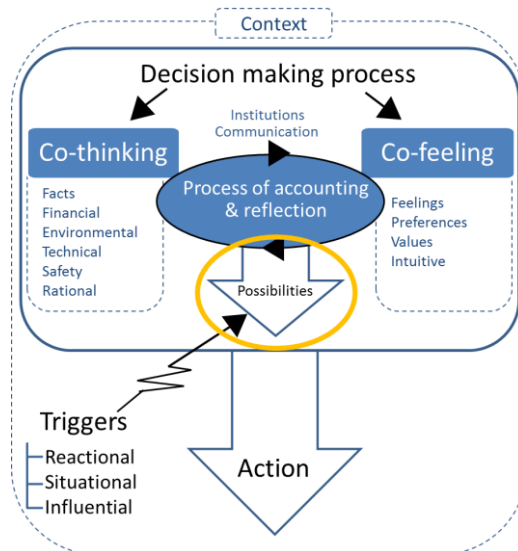 Context
Decision making process
Institutions
Communication
Co-thinking
Co-feeling
Process of accounting
& reflection
Facts
Financial
Environmental
Technical
Safety
Rational
Feelings
Preferences
Values
Intuitive
Possibilities
Triggers
Reactional
Situational
Influential
Action